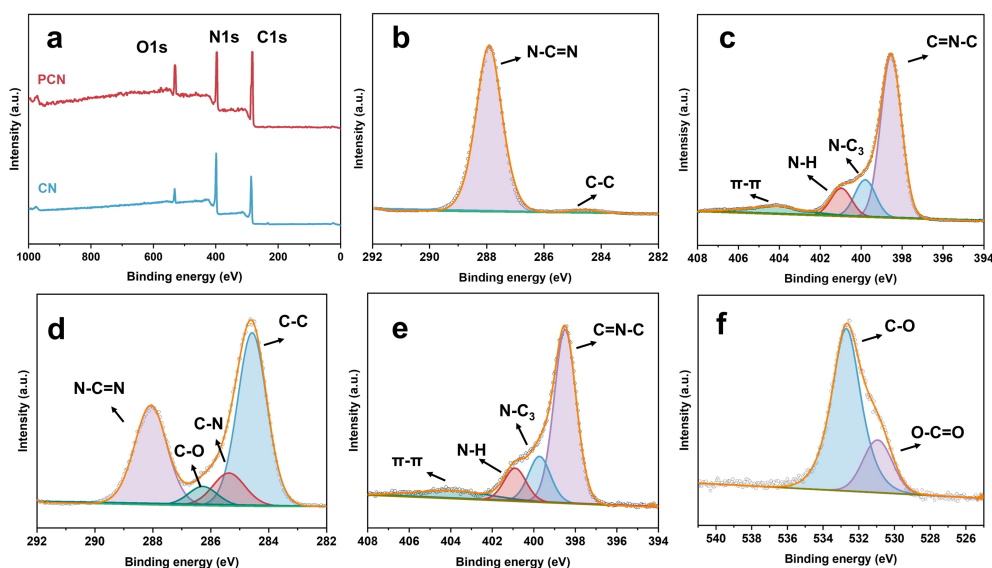 a
O1s
N1s
C1s
PCN
CN
Intensity (a.u.)
1000 800 600 400 200 0
Binding energy (eV)
b
N-C=N
C-C
Intensity (a.u.)
292 290 288 286 284 282
Binding energy (eV)
c
C=N-C
N-C3
N-H
π-π
Intensisy (a.u.)
408 406 404 402 400 398 396 394
Binding energy (eV)
d
C-C
N-C=N
C-N
C-O
Intensity (a.u.)
292 290 288 286 284 282
Binding energy (eV)
e
C=N-C
N-C3
N-H
π-π
Intensity (a.u.)
408 406 404 402 400 398 396 394
Binding energy (eV)
f
C-O
O-C=O
Intensity (a.u.)
540 538 536 534 532 530 528 526
Binding energy (eV)